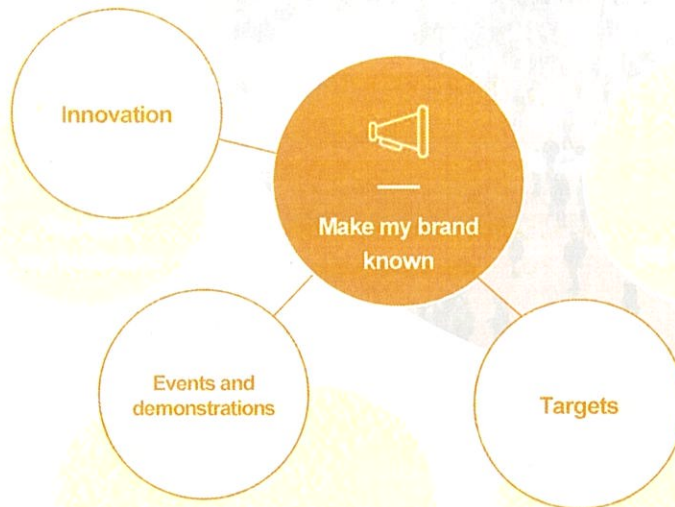 Innovation
Make my brand
known
Events and
demonstrations
Targets